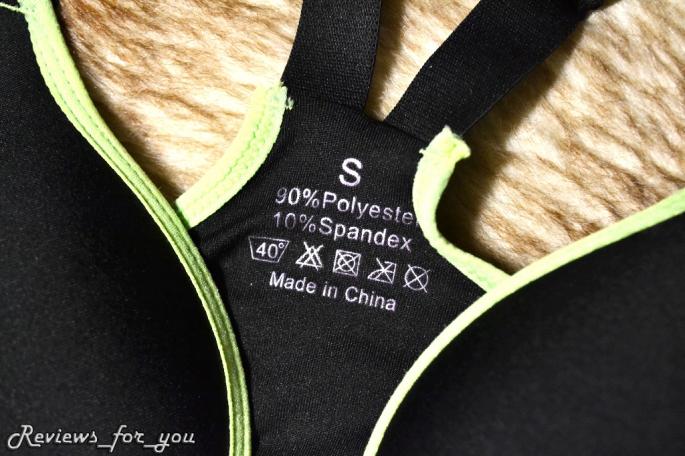 S
90%Polyester
10%Spandex
40°
Made in China
Reviews_for_you